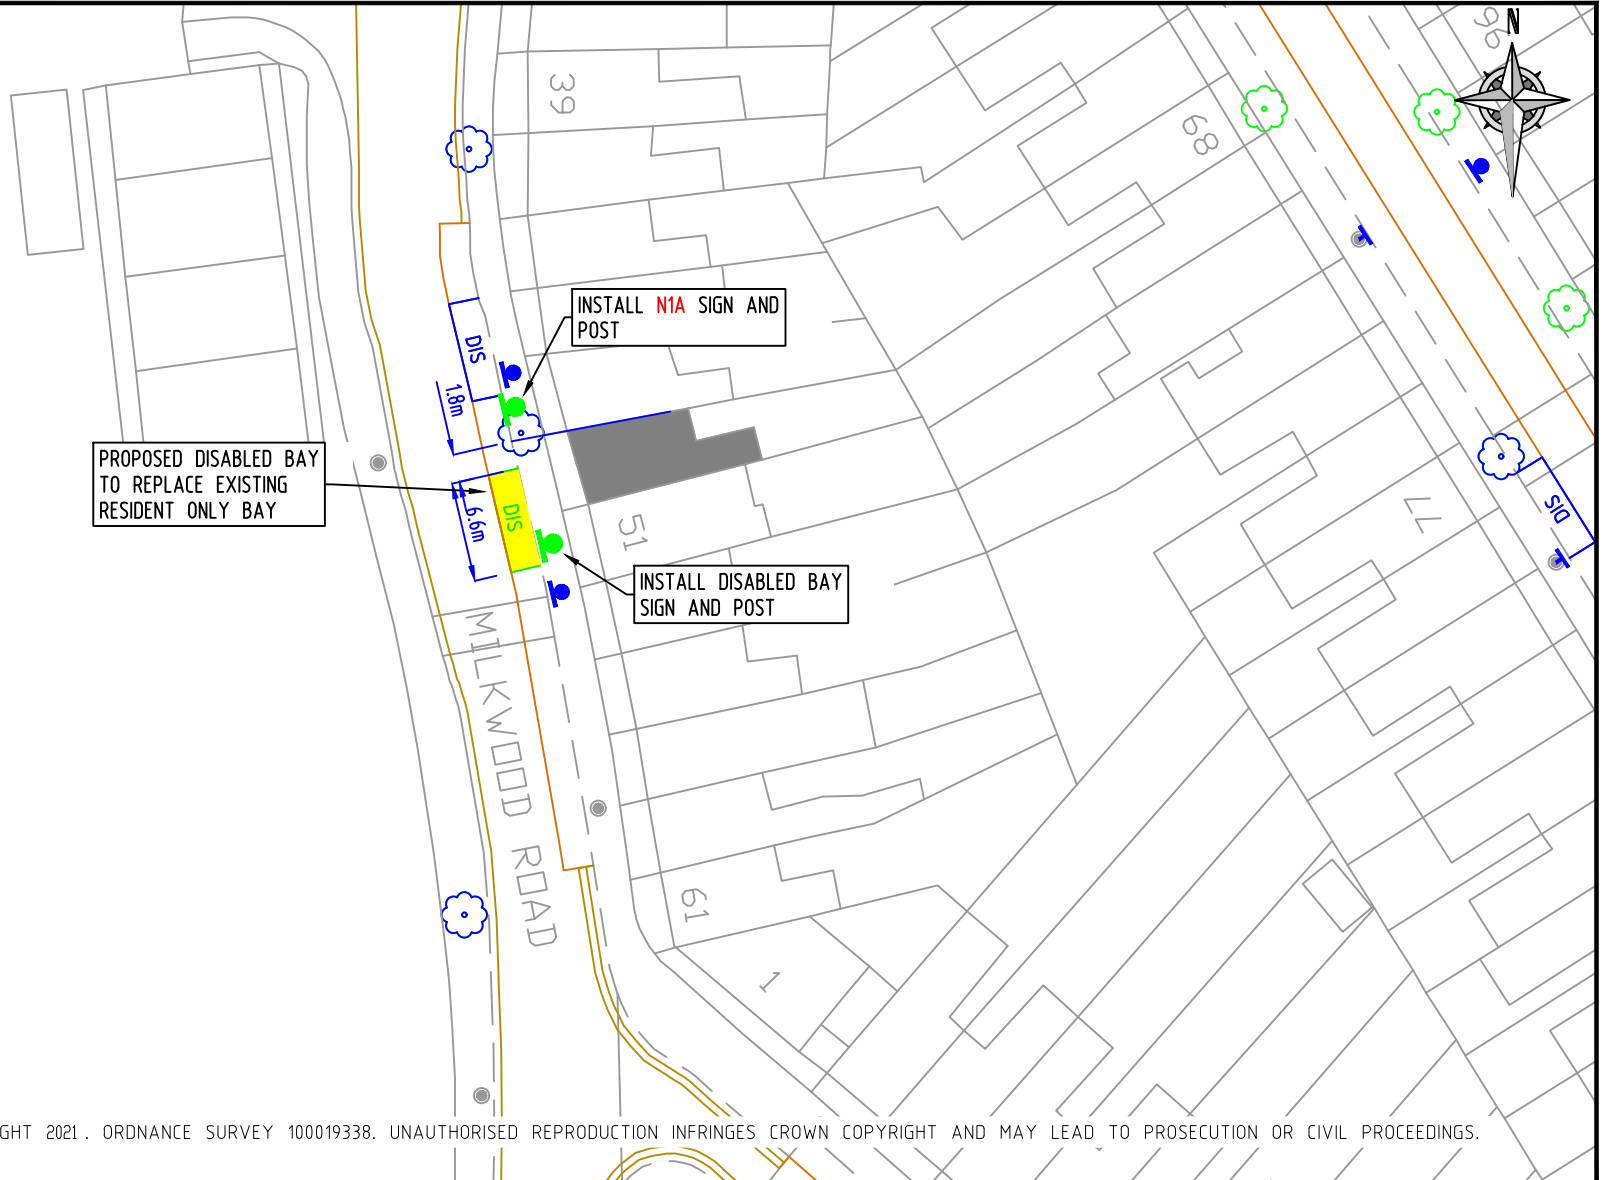 N
96
39
68
INSTALL N1A SIGN AND
POST
DIS
1.8m
PROPOSED DISABLED BAY
TO REPLACE EXISTING
RESIDENT ONLY BAY
DIS
6.6m
51
77
DIS
INSTALL DISABLED BAY
SIGN AND POST
MILKWOOD ROAD
61
1
GHT 2021. ORDNANCE SURVEY 100019338. UNAUTHORISED REPRODUCTION INFRINGES CROWN COPYRIGHT AND MAY LEAD TO PROSECUTION OR CIVIL PROCEEDINGS.